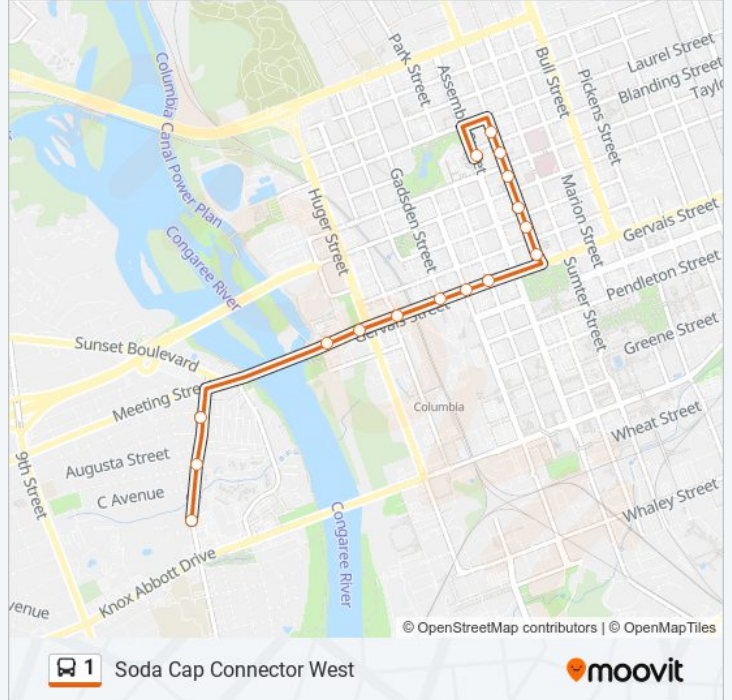 Laurel Street
Blanding Street
Taylo
Park Street
Bull Street
Pickens Street
Columbia Canal Power Plan
Gadsden Street
Huger Street
Marion Street
Gervais Street
Congaree River
Pendleton Street
Sumter Street
Greene Street
Gervais Street
Sunset Boulevard
Meeting Stre
Columbia
Wheat Street
Augusta Street
C Avenue
9th Street
Whaley Street
Congaree River
Knox Abbott Drive
venue
© OpenStreetMap contributors | © OpenMapTiles
1 Soda Cap Connector West
moovit